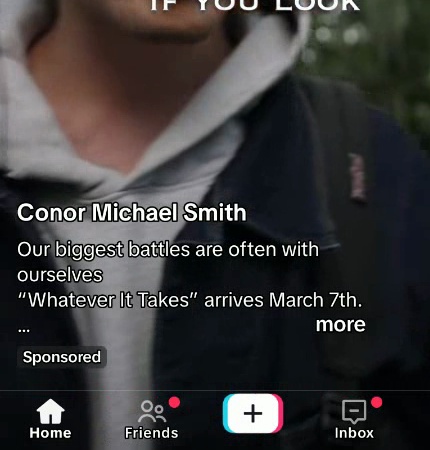 IF YOU LOOK
Conor Michael Smith
Our biggest battles are often with
ourselves
“Whatever It Takes” arrives March 7th.
... more
Sponsored
Home Friends Inbox